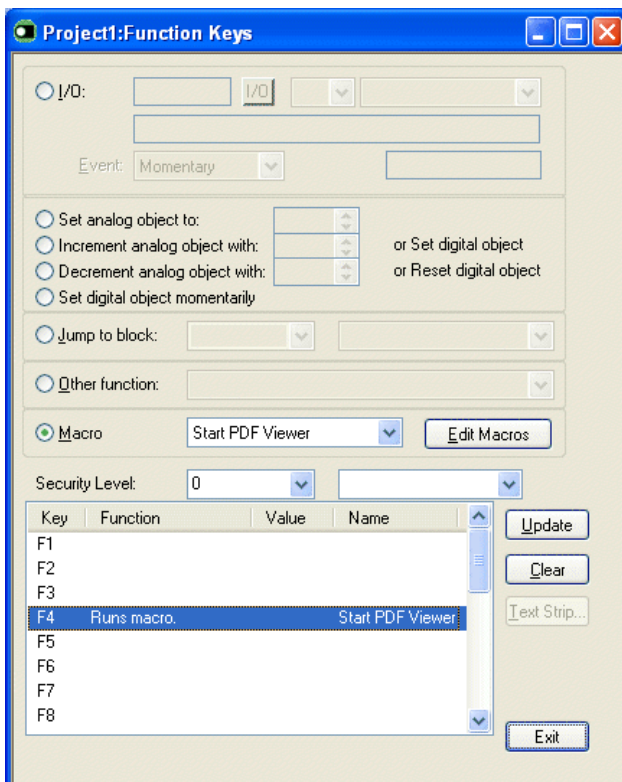 Project1:Function Keys
I/O: I/O
Event: Momentary
Set analog object to:
Increment analog object with: or Set digital object
Decrement analog object with: or Reset digital object
Set digital object momentarily
Jump to block:
Other function:
Macro Start PDF Viewer Edit Macros
Security Level: 0
Key Function Value Name
Update
F1
F2
Clear
F3
F4 Runs macro. Start PDF Viewer
Text Strip...
F5
F6
F7
F8
Exit